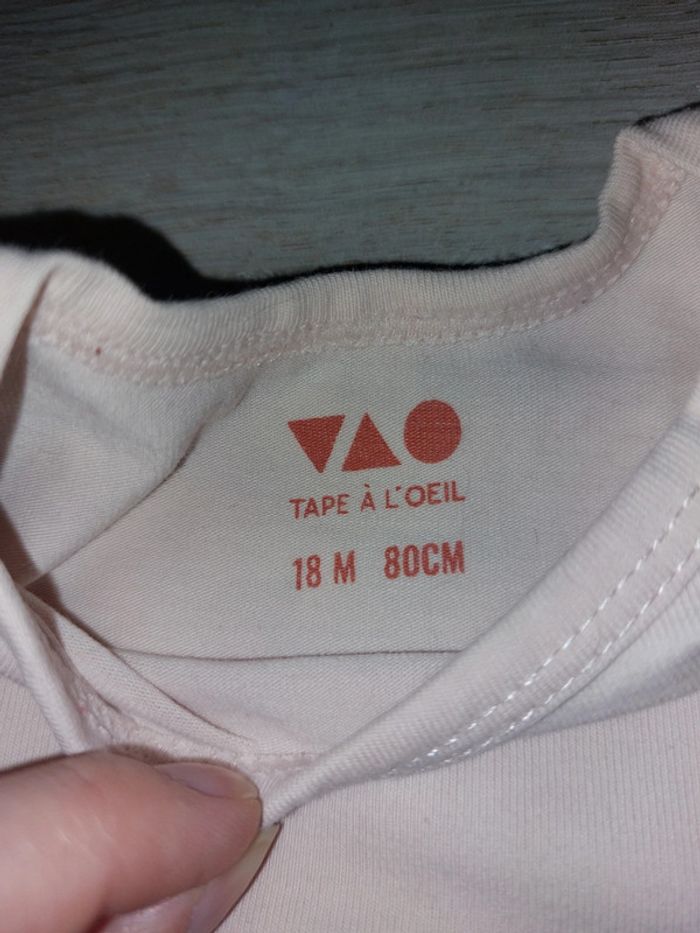 TAPE À L'OEIL
18 M 80CM